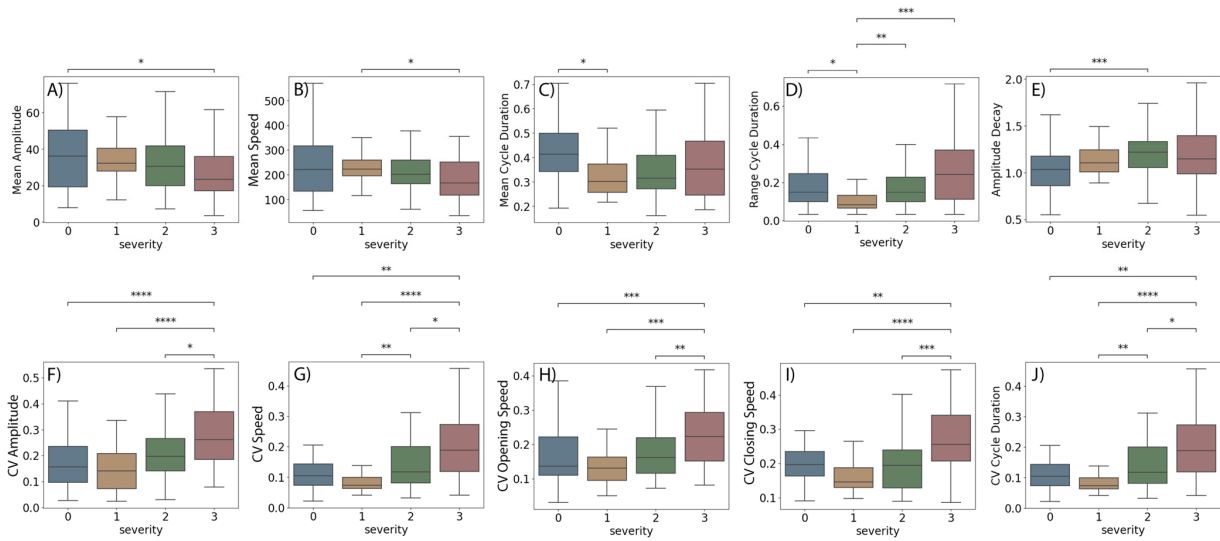 *
*
*
***
**
*
***
A)
B)
C)
D)
E)
Mean Amplitude
60
40
20
0
0 1 2 3
severity
Mean Speed
500
400
300
200
100
0 1 2 3
severity
Mean Cycle Duration
0.7
0.6
0.5
0.4
0.3
0.2
0 1 2 3
severity
Range Cycle Duration
0.6
0.4
0.2
0.0
0 1 2 3
severity
Amplitude Decay
2.0
1.5
1.0
0.5
0 1 2 3
severity
****
****
*
F)
CV Amplitude
0.5
0.4
0.3
0.2
0.1
0.0
0 1 2 3
severity
**
****
*
**
G)
CV Speed
0.4
0.3
0.2
0.1
0.0
0 1 2 3
severity
***
***
**
H)
CV Opening Speed
0.4
0.3
0.2
0.1
0.0
0 1 2 3
severity
**
****
***
I)
CV Closing Speed
0.4
0.3
0.2
0.1
0 1 2 3
severity
**
****
*
**
J)
CV Cycle Duration
0.4
0.3
0.2
0.1
0.0
0 1 2 3
severity